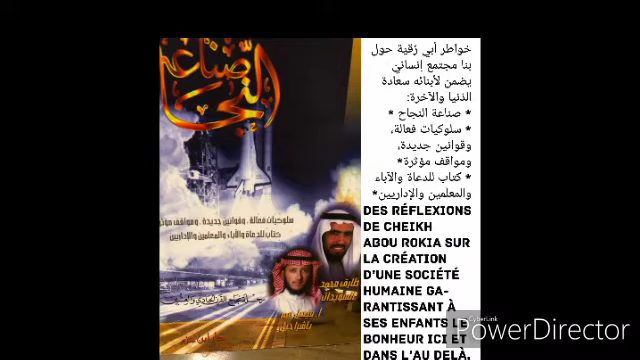 صناعة
النجاح
سلوكيات فعالة . وقوانين جديدة . ومواقف مؤثرة
كتاب للدعاة والآباء والمعلمين والإداريين
طارق محمد
السويدان
خواطر أبي رُقية حول
بنا مجتمع إنساني
يضمن لأبنائه سعادة
الدّنيا والآخرة:
* صناعة النجاح *
* سلوكيات فعالة،
وقوانين جديدة،
ومواقف مؤثرة*
* كتاب للدعاة والآباء
والمعلمين والإداريين*
DES RÉFLEXIONS
DE CHEIKH
ABOU ROKIA SUR
LA CRÉATION
D'UNE SOCIÉTÉ
HUMAINE GA-
RANTISSANT À
SES ENFANTS LE
BONHEUR ICI ET
DANS L'AU DELÀ.
CyberLink
PowerDirector